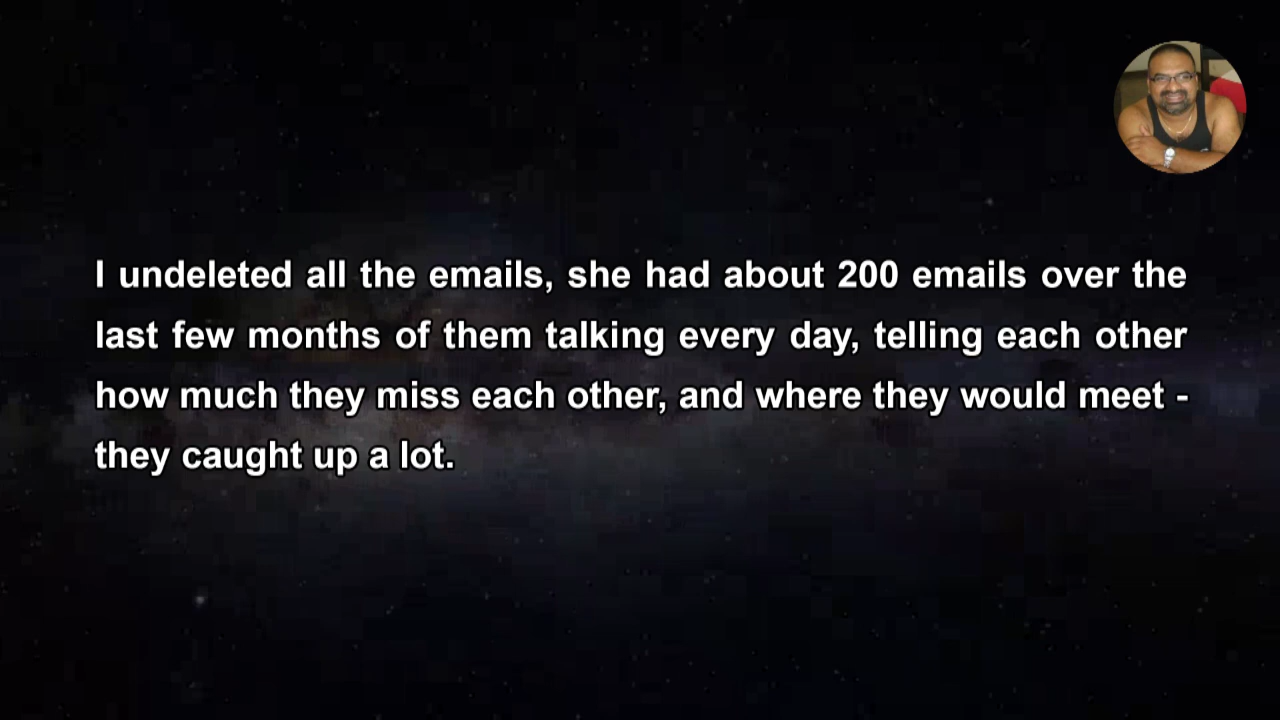 I undeleted all the emails, she had about 200 emails over the
last few months of them talking every day, telling each other
how much they miss each other, and where they would meet -
they caught up a lot.